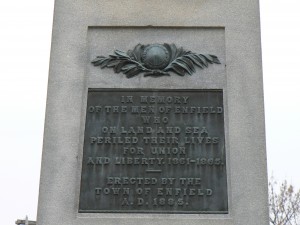 IN MEMORY
OF THE MEN OF ENFIELD
WHO
ON LAND AND SEA
PERILED THEIR LIVES
FOR UNION
AND LIBERTY. 1861-1865.
ERECTED BY THE
TOWN OF ENFIELD
A.D. 1885.